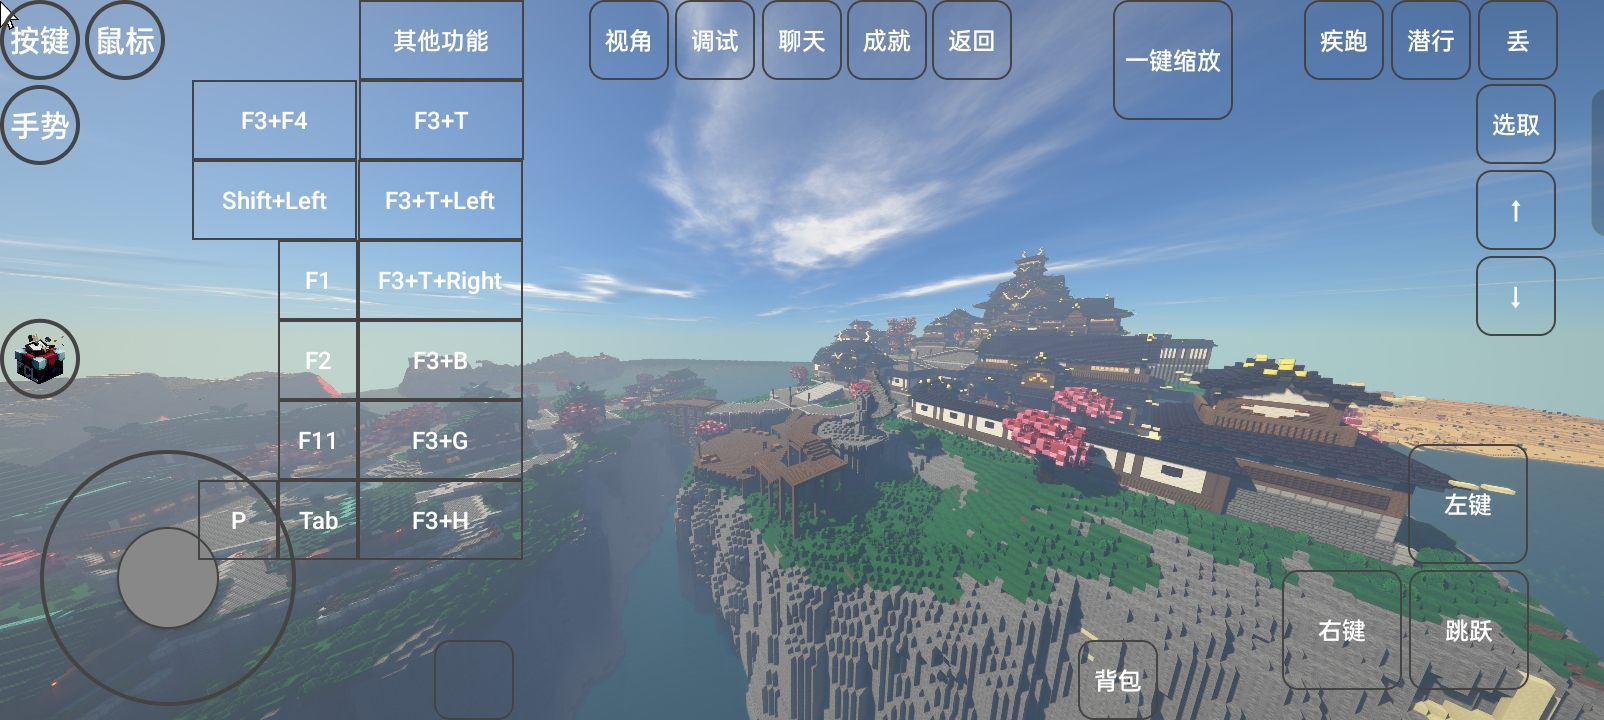 按键
鼠标
其他功能
视角
调试
聊天
成就
返回
一键缩放
疾跑
潜行
丢
手势
F3+F4
F3+T
选取
Shift+Left
F3+T+Left
↑
F1
F3+T+Right
↓
F2
F3+B
F11
F3+G
左键
P
Tab
F3+H
右键
跳跃
背包